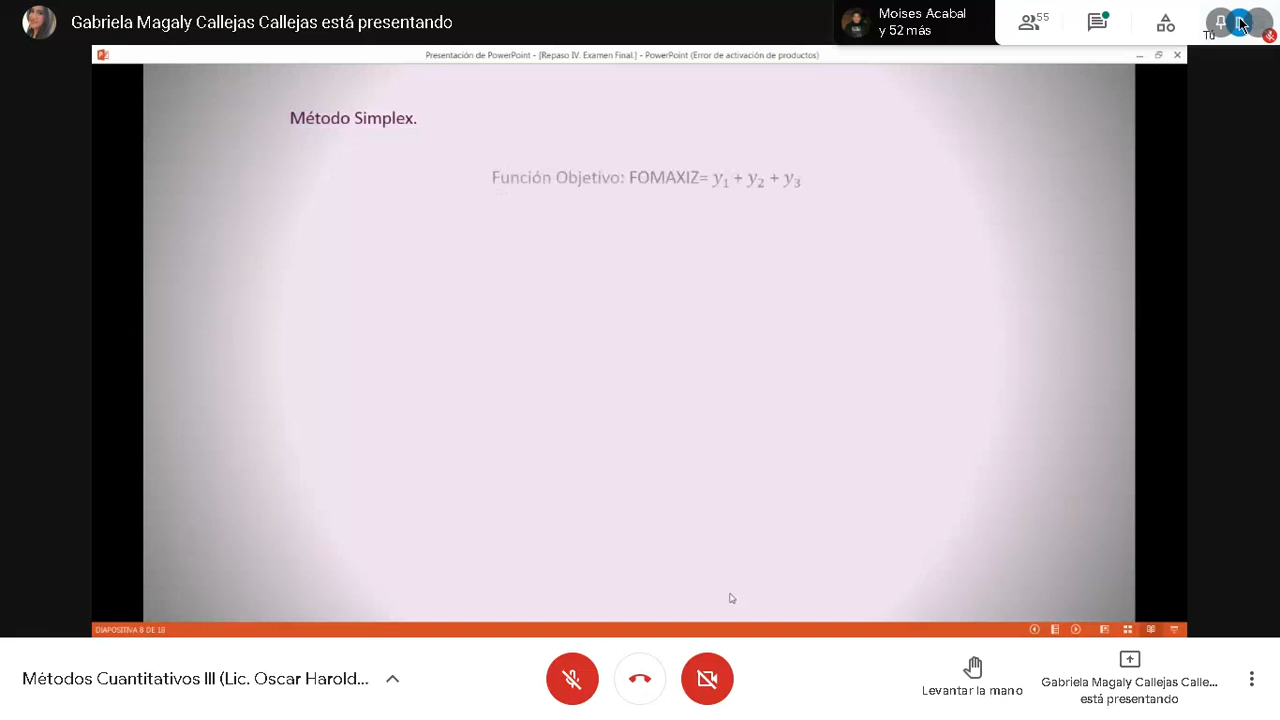 Gabriela Magaly Callejas Callejas está presentando
Moises Acabal
y 52 más
55
Tú
Presentación de PowerPoint - [Repaso IV. Examen Final.] - PowerPoint (Error de activación de productos)
Método Simplex.
Función Objetivo: FOMAXIZ= y₁ + y₂ + y₃
DIAPOSITIVA 8 DE 18
Métodos Cuantitativos III (Lic. Oscar Harold...
Levantar la mano
Gabriela Magaly Callejas Calle...
está presentando